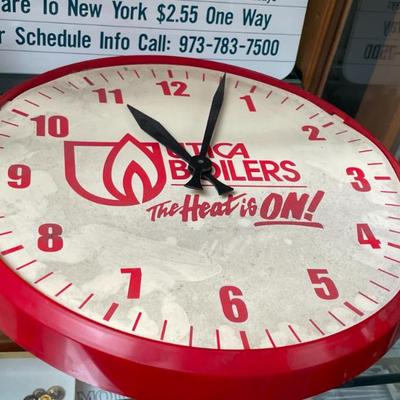 are To New York $2.55 One Way
r Schedule Info Call: 973-783-7500
12
1
2
3
4
5
6
7
8
9
10
11
UTICA
BOILERS
The Heat is ON!